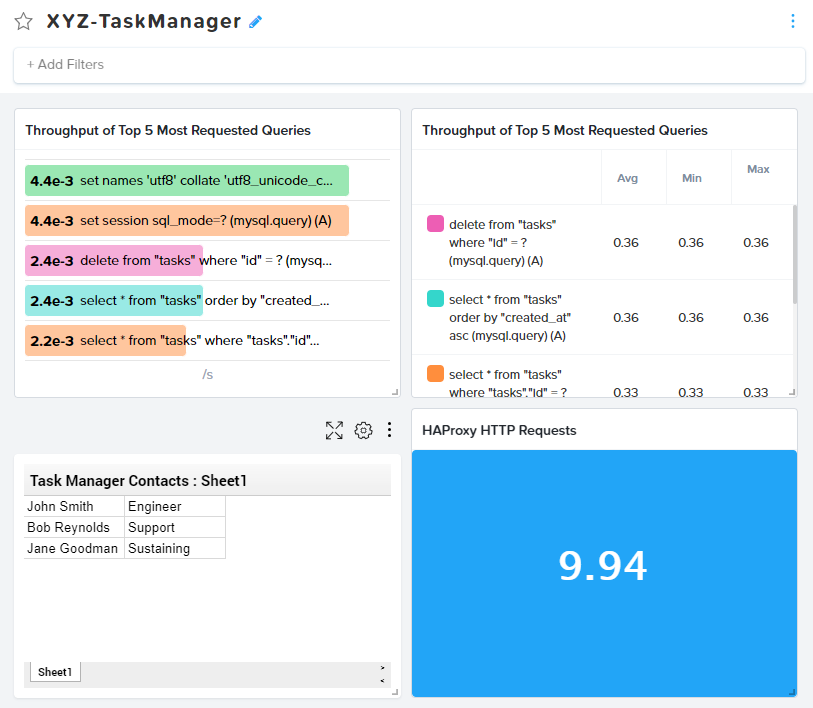 XYZ-TaskManager
+ Add Filters
Throughput of Top 5 Most Requested Queries
4.4e-3 set names 'utf8' collate 'utf8_unicode_c...
4.4e-3 set session sql_mode=? (mysql.query) (A)
2.4e-3 delete from "tasks" where "id" = ? (mysq...
2.4e-3 select * from "tasks" order by "created_...
2.2e-3 select * from "tasks" where "tasks"."id"...
/s
Throughput of Top 5 Most Requested Queries
Avg Min Max
delete from "tasks"
where "id" = ?
(mysql.query) (A)
0.36 0.36 0.36
select * from "tasks"
order by "created_at"
asc (mysql.query) (A)
0.36 0.36 0.36
select * from "tasks"
where "tasks"."id" = ?
0.33 0.33 0.33
Task Manager Contacts : Sheet1
John Smith Engineer
Bob Reynolds Support
Jane Goodman Sustaining
Sheet1
HAProxy HTTP Requests
9.94